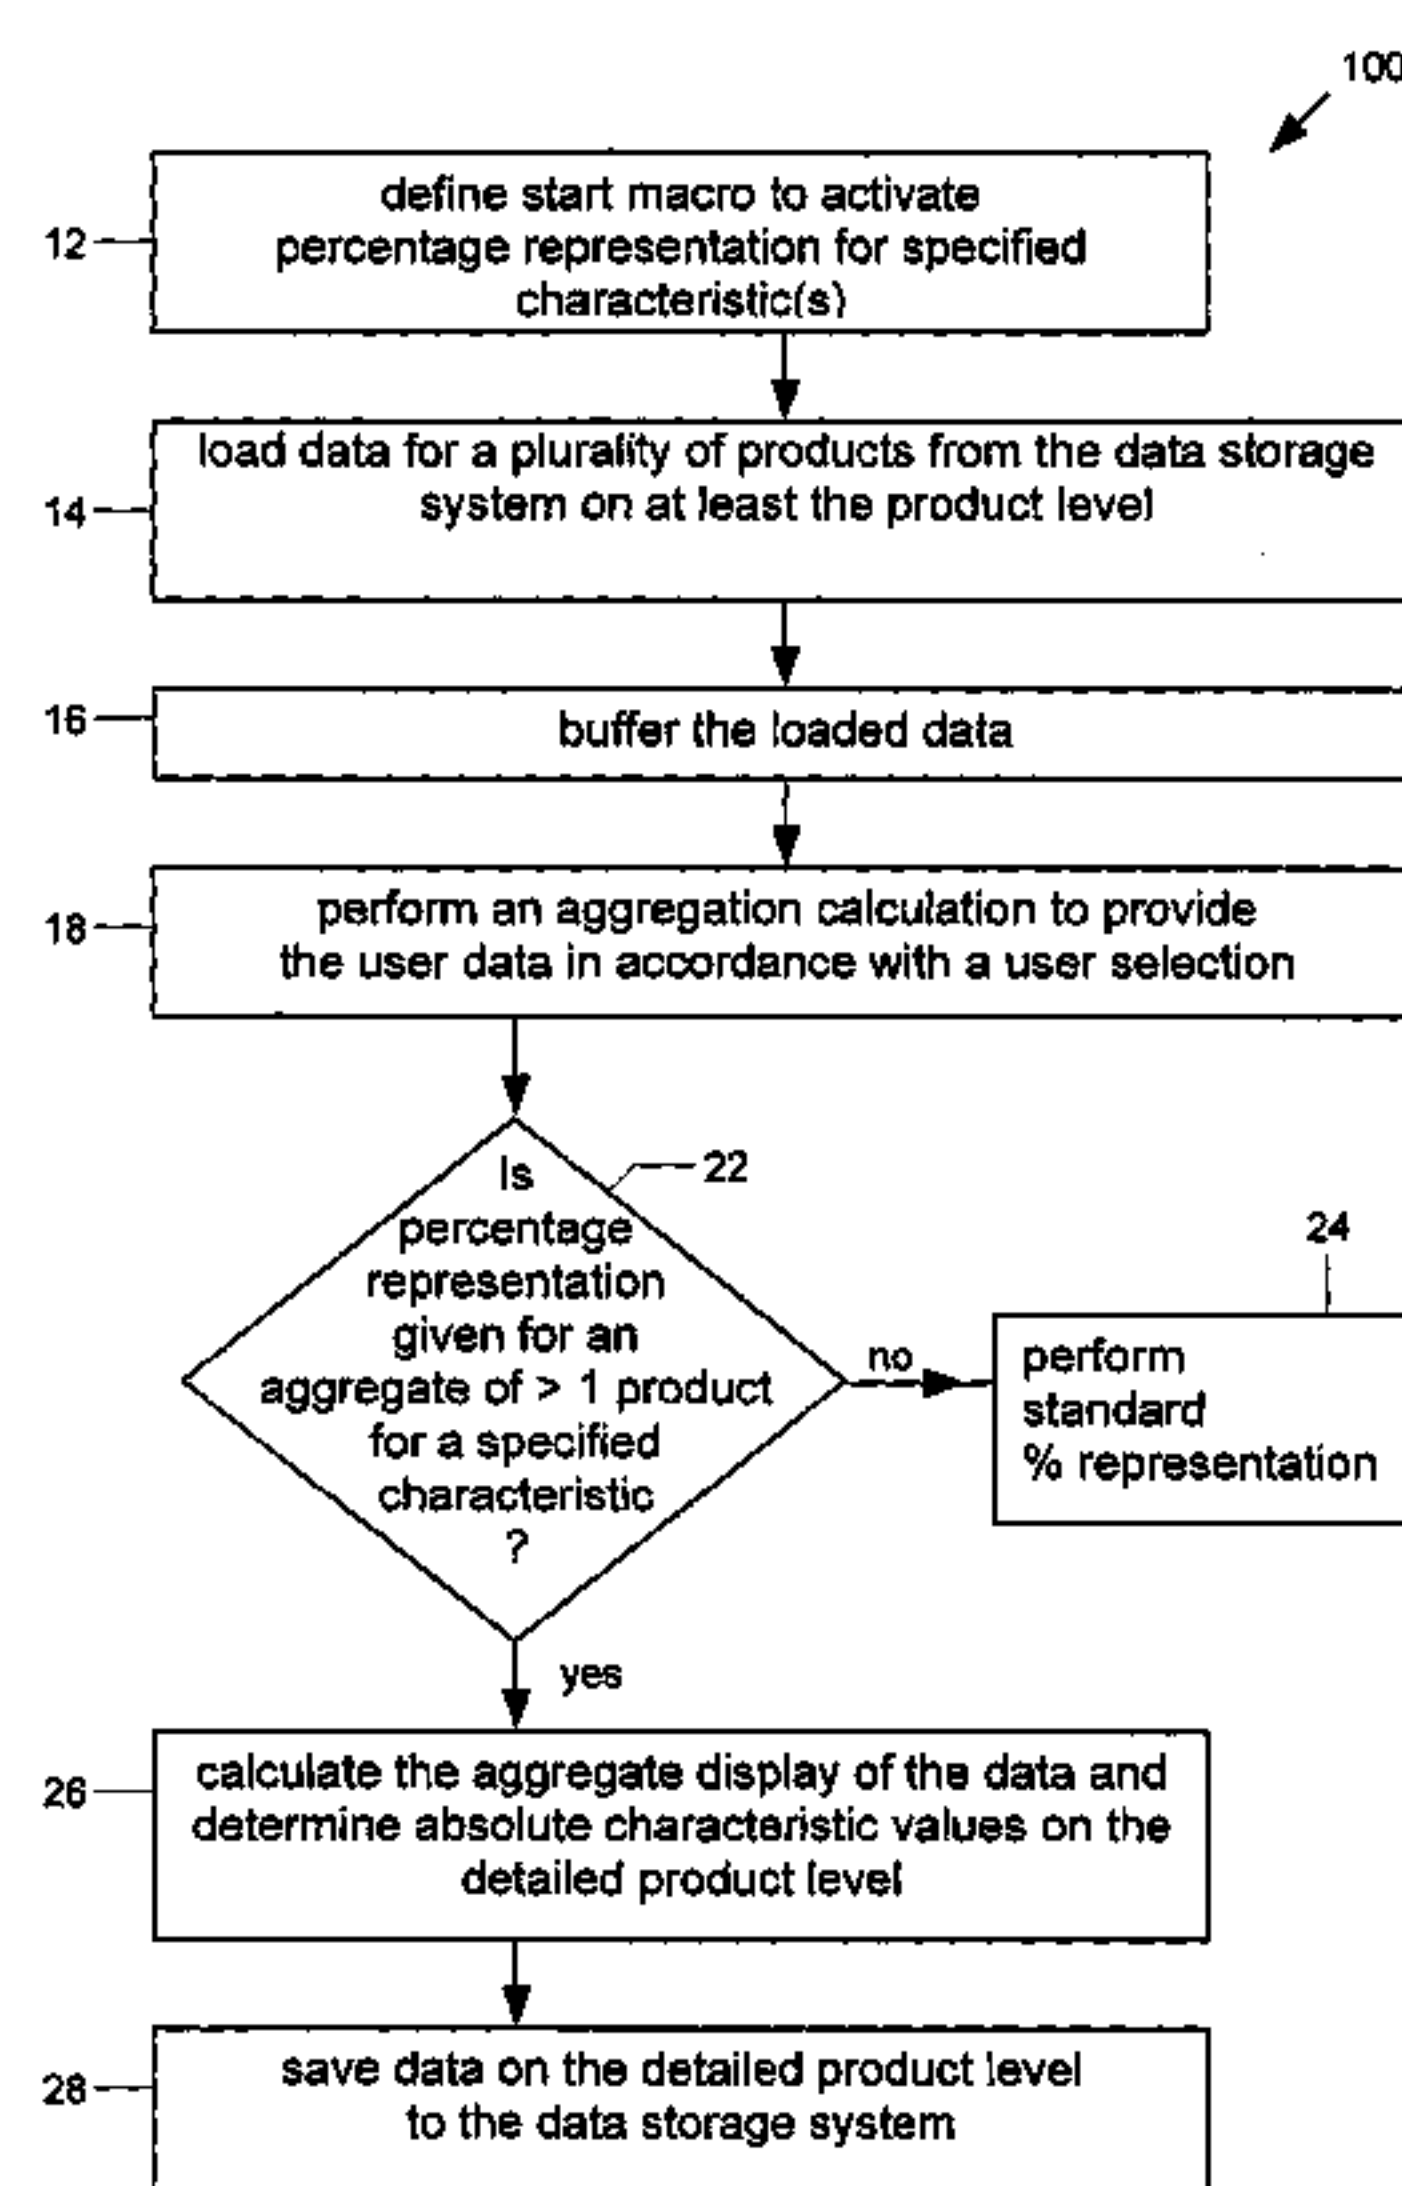 100
define start macro to activate
12
percentage representation for specified
characteristic(s)
load data for a plurality of products from the data storage
14
system on at least the product level
16
buffer the loaded data
perform an aggregation calculation to provide
18
the user data in accordance with a user selection
Is
22
percentage
representation
given for an
aggregate of > 1 product
for a specified
characteristic
?
no
24
perform
standard
% representation
yes
calculate the aggregate display of the data and
26
determine absolute characteristic values on the
detailed product level
save data on the detailed product level
28
to the data storage system